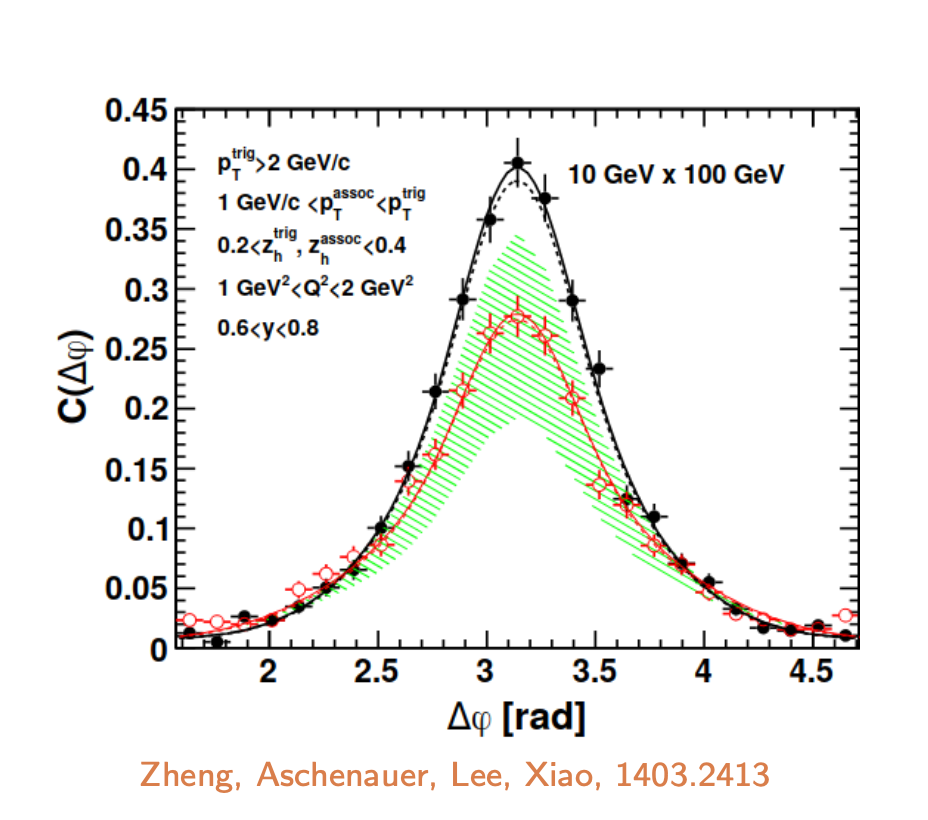 0.45
0.4
0.35
0.3
0.25
0.2
0.15
0.1
0.05
0
C(Δφ)
p_T^trig>2 GeV/c
1 GeV/c <p_T^assoc<p_T^trig
0.2<z_h^trig, z_h^assoc<0.4
1 GeV²<Q²<2 GeV²
0.6<y<0.8
10 GeV x 100 GeV
2 2.5 3 3.5 4 4.5
Δφ [rad]
Zheng, Aschenauer, Lee, Xiao, 1403.2413